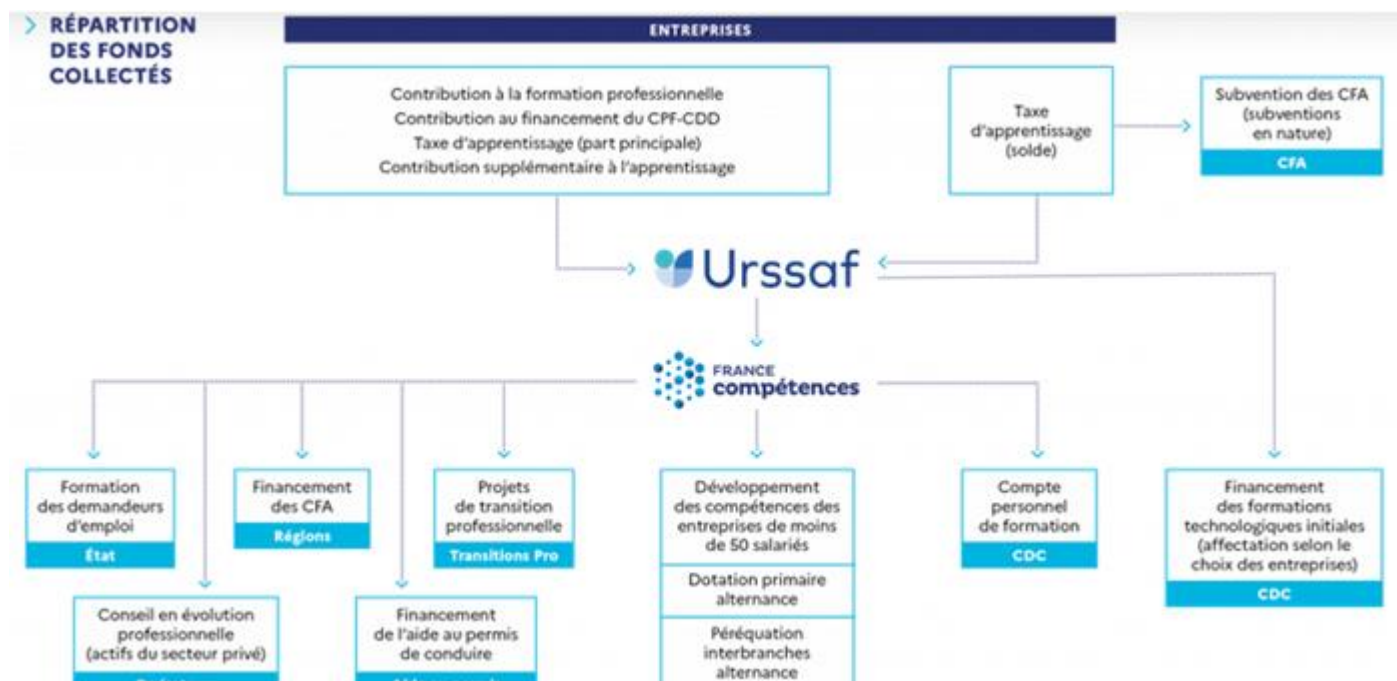 RÉPARTITION
DES FONDS
COLLECTÉS
ENTREPRISES
Contribution à la formation professionnelle
Contribution au financement du CPF-CDD
Taxe d'apprentissage (part principale)
Contribution supplémentaire à l'apprentissage
Taxe
d'apprentissage
(solde)
Subvention des CFA
(subventions
en nature)
CFA
Urssaf
FRANCE
compétences
Formation
des demandeurs
d'emploi
État
Financement
des CFA
Régions
Projets
de transition
professionnelle
Transitions Pro
Développement
des compétences des
entreprises de moins
de 50 salariés
Dotation primaire
alternance
Péréquation
interbranches
alternance
Compte
personnel
de formation
CDC
Financement
des formations
technologiques initiales
(affectation selon le
choix des entreprises)
CDC
Conseil en évolution
professionnelle
(actifs du secteur privé)
Financement
de l'aide au permis
de conduire